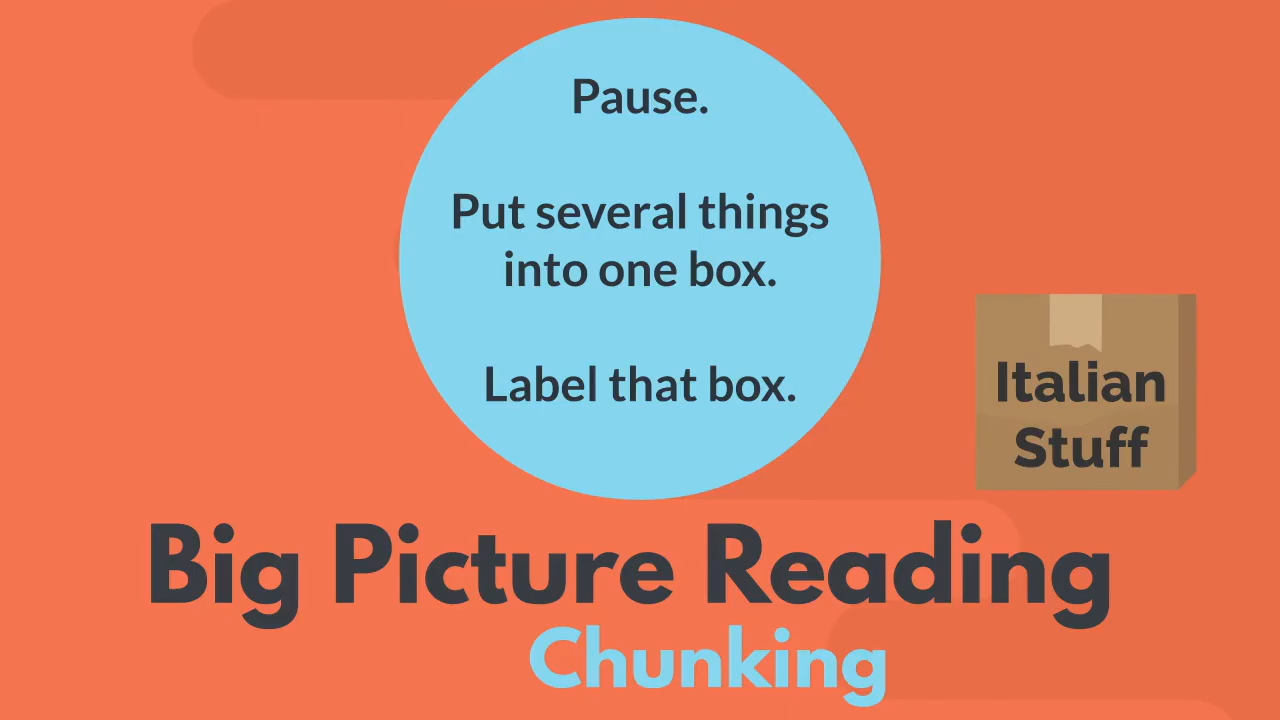 Pause.
Put several things
into one box.
Label that box.
Italian
Stuff
Big Picture Reading
Chunking